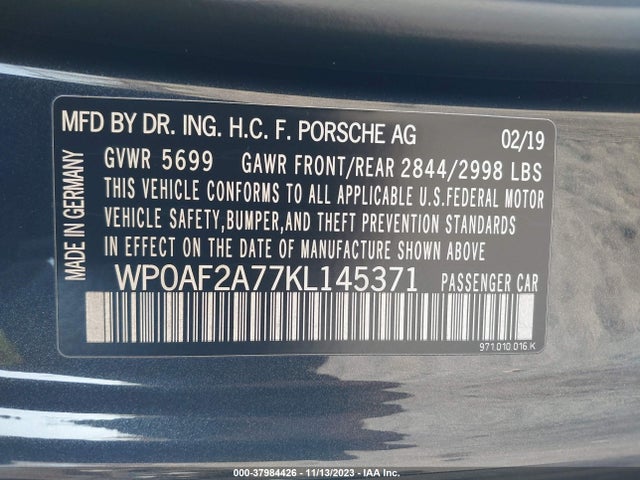 MFD BY DR. ING. H.C. F. PORSCHE AG 02/19
GVWR 5699 GAWR FRONT/REAR 2844/2998 LBS
THIS VEHICLE CONFORMS TO ALL APPLICABLE U.S.FEDERAL MOTOR
VEHICLE SAFETY,BUMPER,AND THEFT PREVENTION STANDARDS
IN EFFECT ON THE DATE OF MANUFACTURE SHOWN ABOVE.
WP0AF2A77KL145371 PASSENGER CAR
MADE IN GERMANY
971.010.016.K
000-37984426 - 11/13/2023 - IAA Inc.